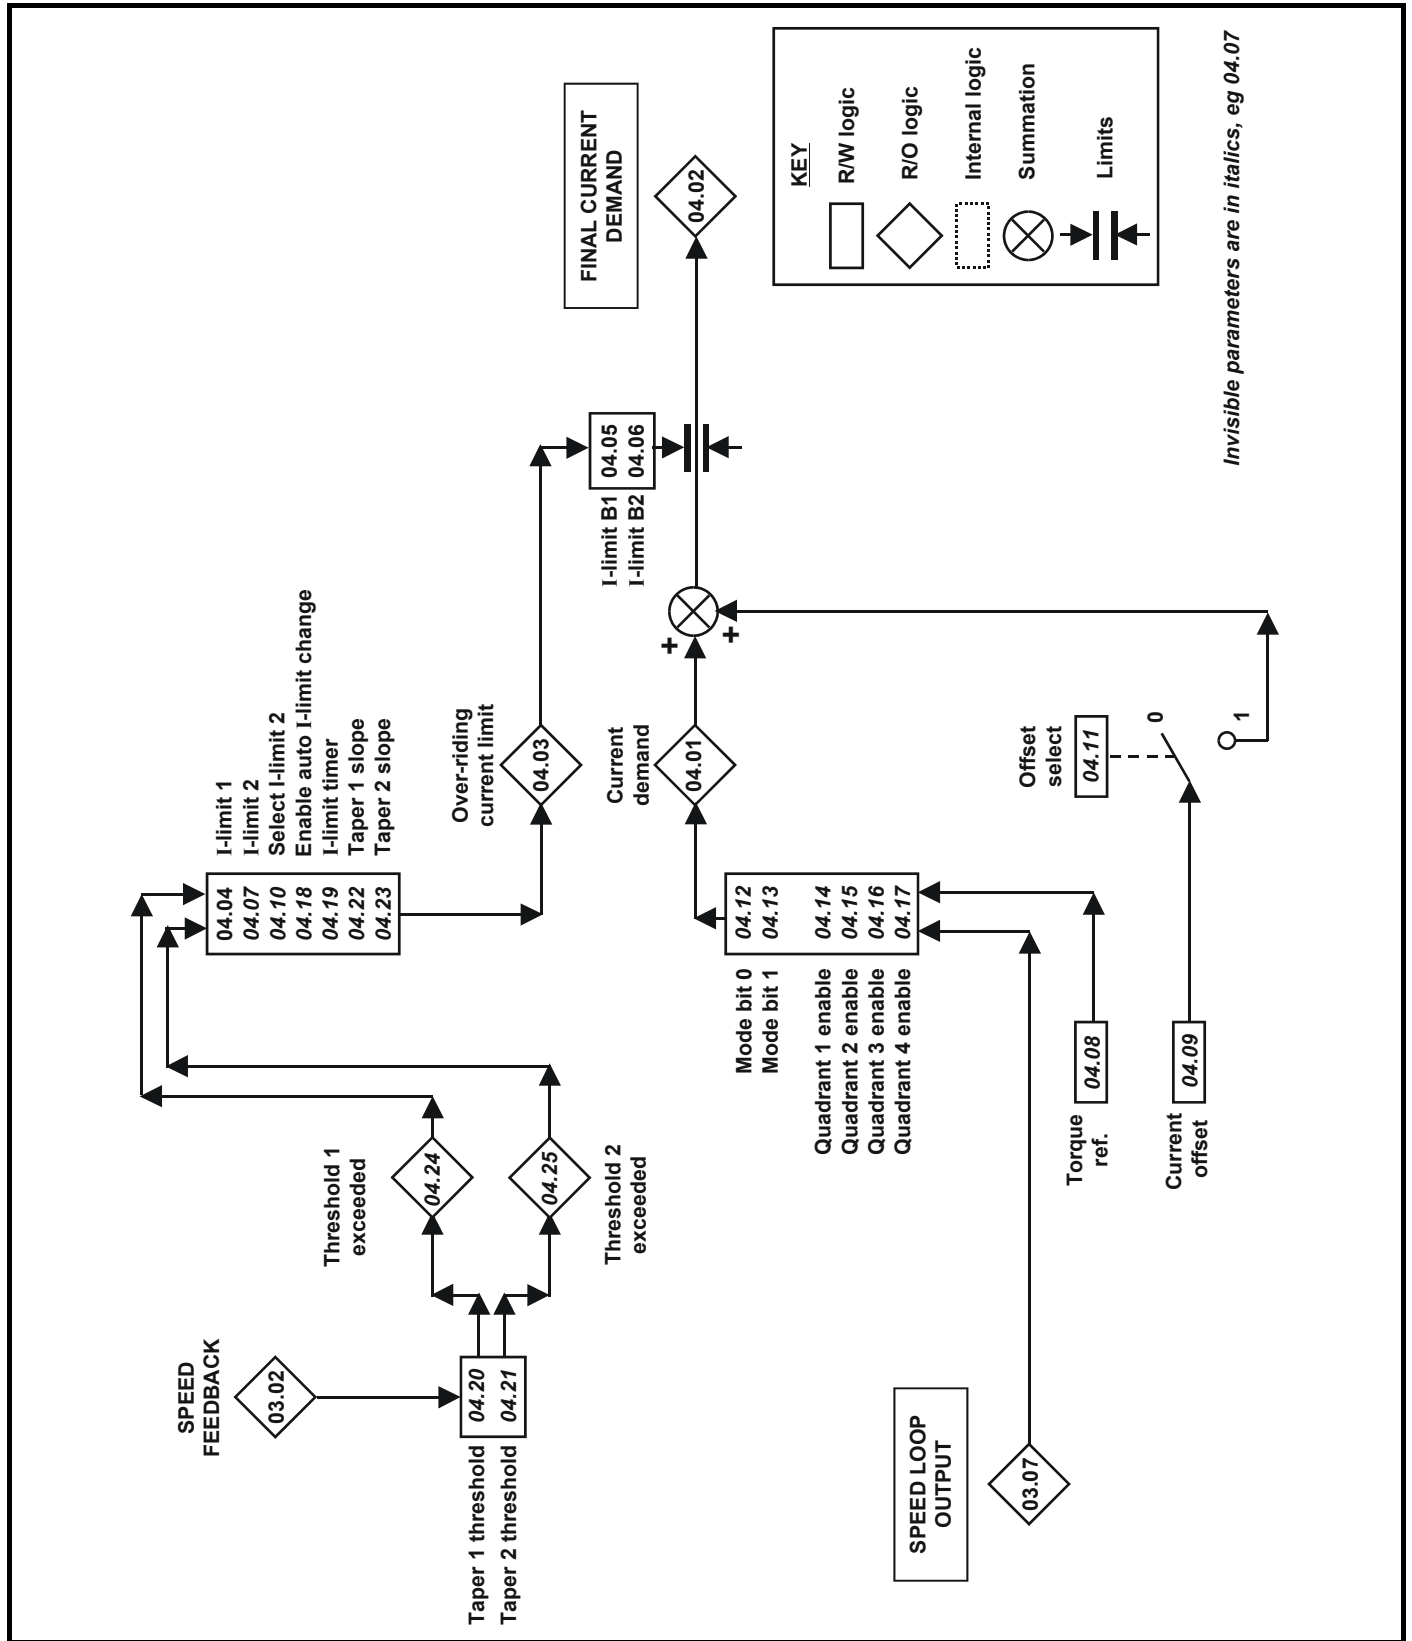 SPEED
FEEDBACK
03.02
Taper 1 threshold
Taper 2 threshold
04.20
04.21
Threshold 1
exceeded
04.24
04.25
Threshold 2
exceeded
04.04 I-limit 1
04.07 I-limit 2
04.10 Select I-limit 2
04.18 Enable auto I-limit change
04.19 I-limit timer
04.22 Taper 1 slope
04.23 Taper 2 slope
Over-riding
current limit
04.03
I-limit B1 04.05
I-limit B2 04.06
FINAL CURRENT
DEMAND
04.02
Current
demand
04.01
+
+
Mode bit 0 04.12
Mode bit 1 04.13
Quadrant 1 enable 04.14
Quadrant 2 enable 04.15
Quadrant 3 enable 04.16
Quadrant 4 enable 04.17
SPEED LOOP
OUTPUT
03.07
Torque
ref.
04.08
Current
offset
04.09
Offset
select
04.11
0
1
KEY
R/W logic
R/O logic
Internal logic
Summation
Limits
Invisible parameters are in italics, eg 04.07